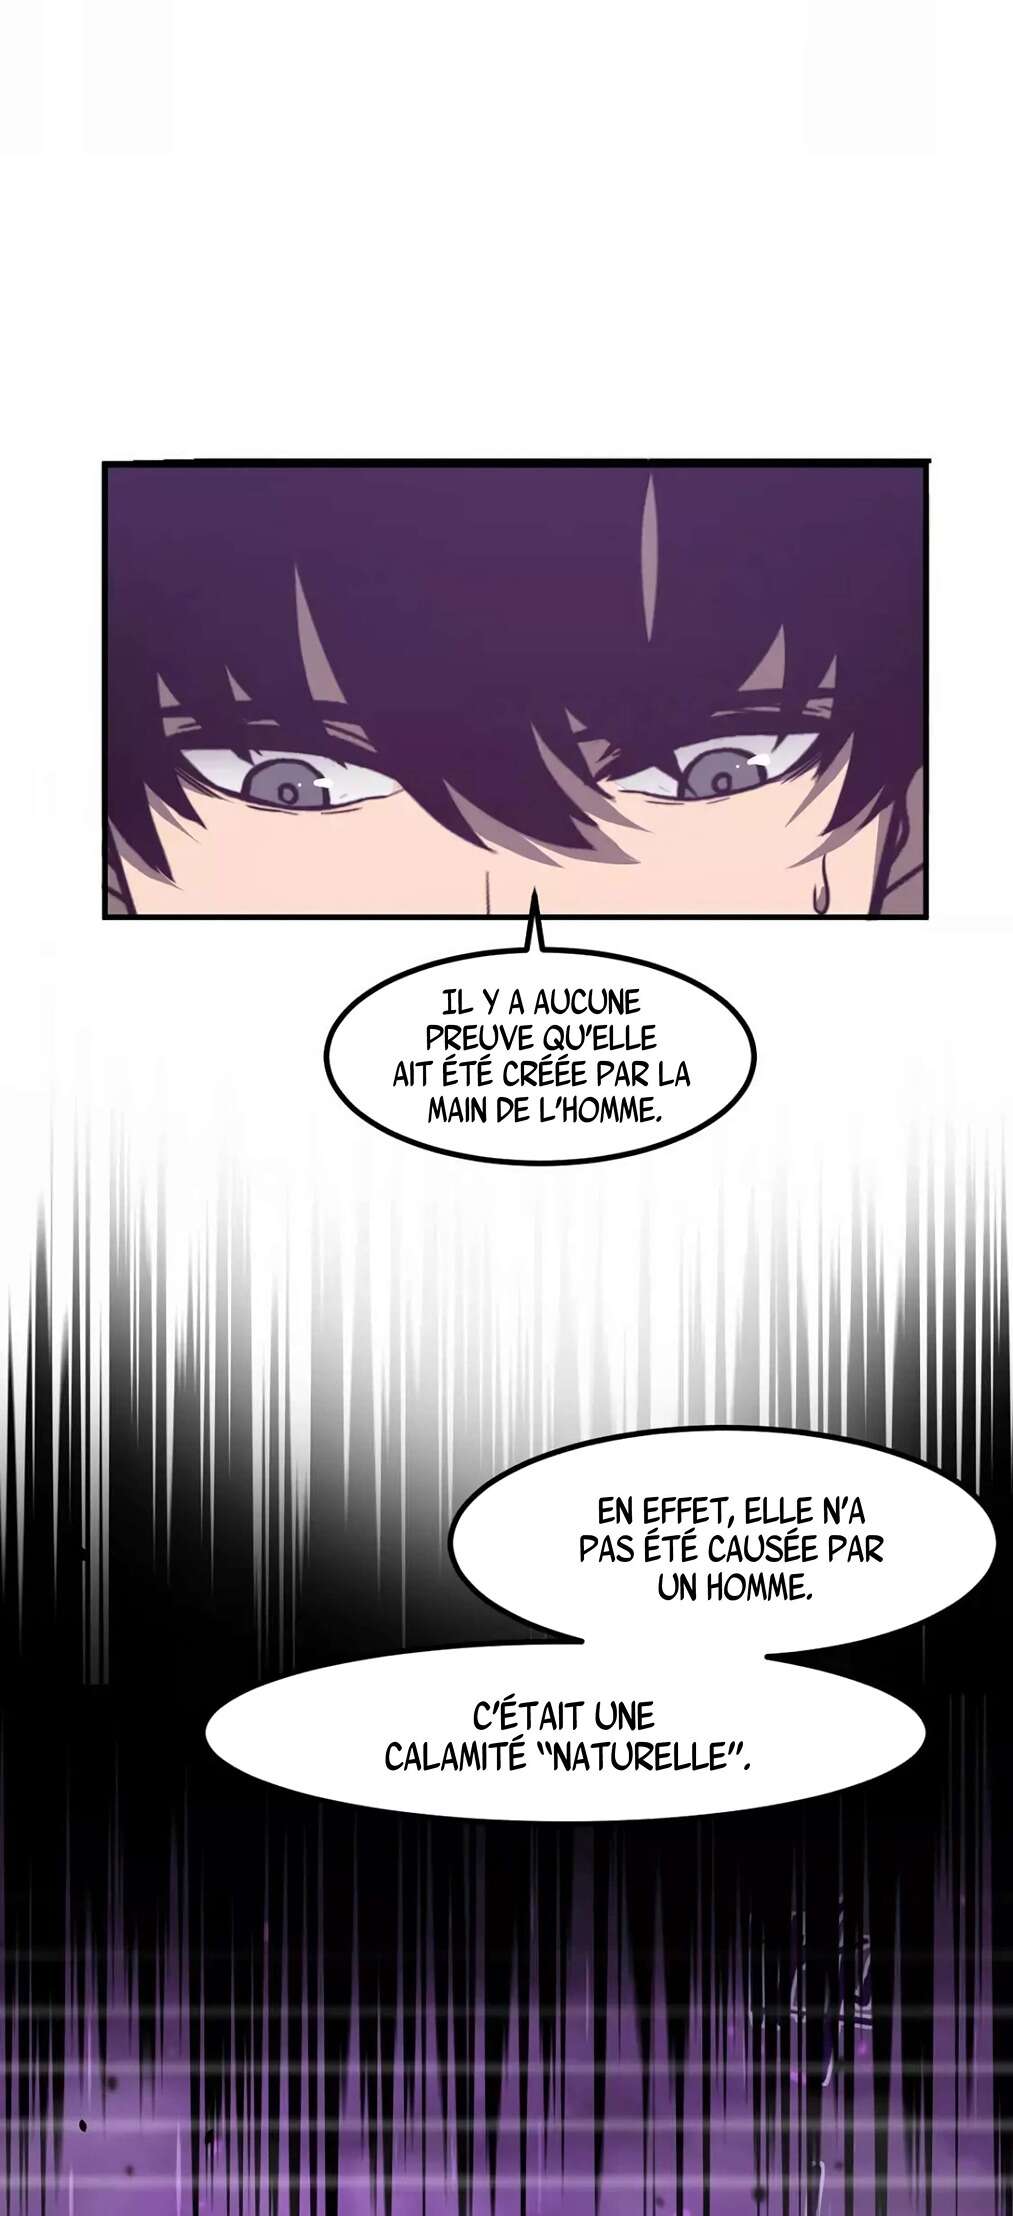 IL Y A AUCUNE
PREUVE QU'ELLE
AIT ÉTÉ CRÉÉE PAR LA
MAIN DE L'HOMME.
EN EFFET, ELLE N'A
PAS ÉTÉ CAUSÉE PAR
UN HOMME.
C'ÉTAIT UNE
CALAMITÉ “NATURELLE”.